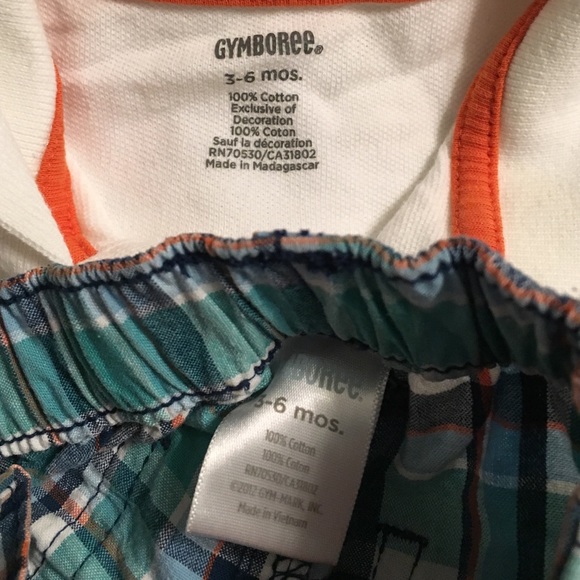 GYMBOREE®
3-6 mos.
100% Cotton
Exclusive of
Decoration
100% Coton
Sauf la décoration
RN70530/CA31802
Made in Madagascar
3-6 mos.
100% Cotton
100% Coton
RN70530/CA31802
©2012 GYM-MARK, INC.
Made in Vietnam